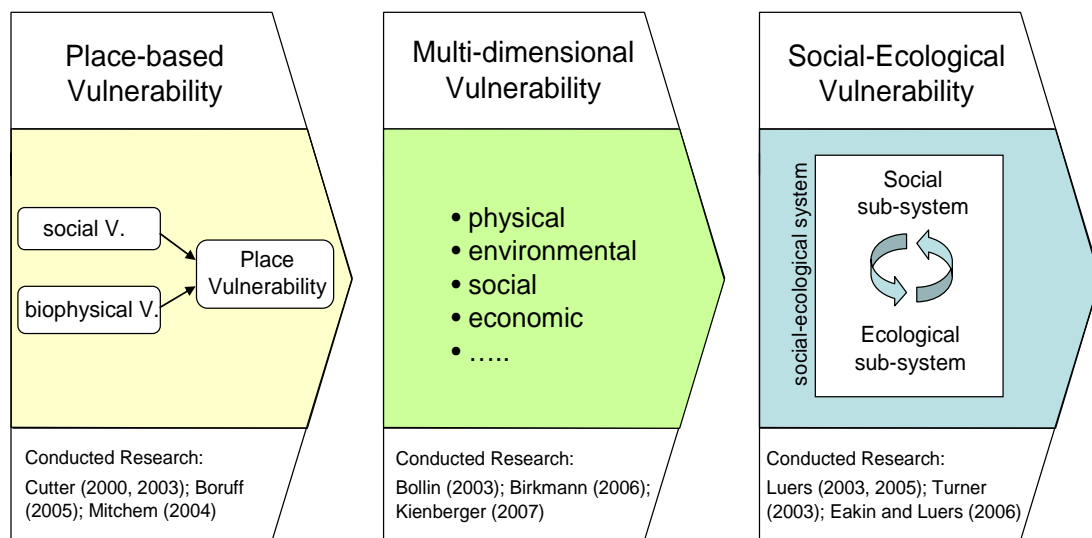 Place-based
Vulnerability
social V.
biophysical V.
Place
Vulnerability
Conducted Research:
Cutter (2000, 2003); Boruff
(2005); Mitchem (2004)
Multi-dimensional
Vulnerability
• physical
• environmental
• social
• economic
• .....
Conducted Research:
Bollin (2003); Birkmann (2006);
Kienberger (2007)
Social-Ecological
Vulnerability
social-ecological system
Social
sub-system
Ecological
sub-system
Conducted Research:
Luers (2003, 2005); Turner
(2003); Eakin and Luers (2006)